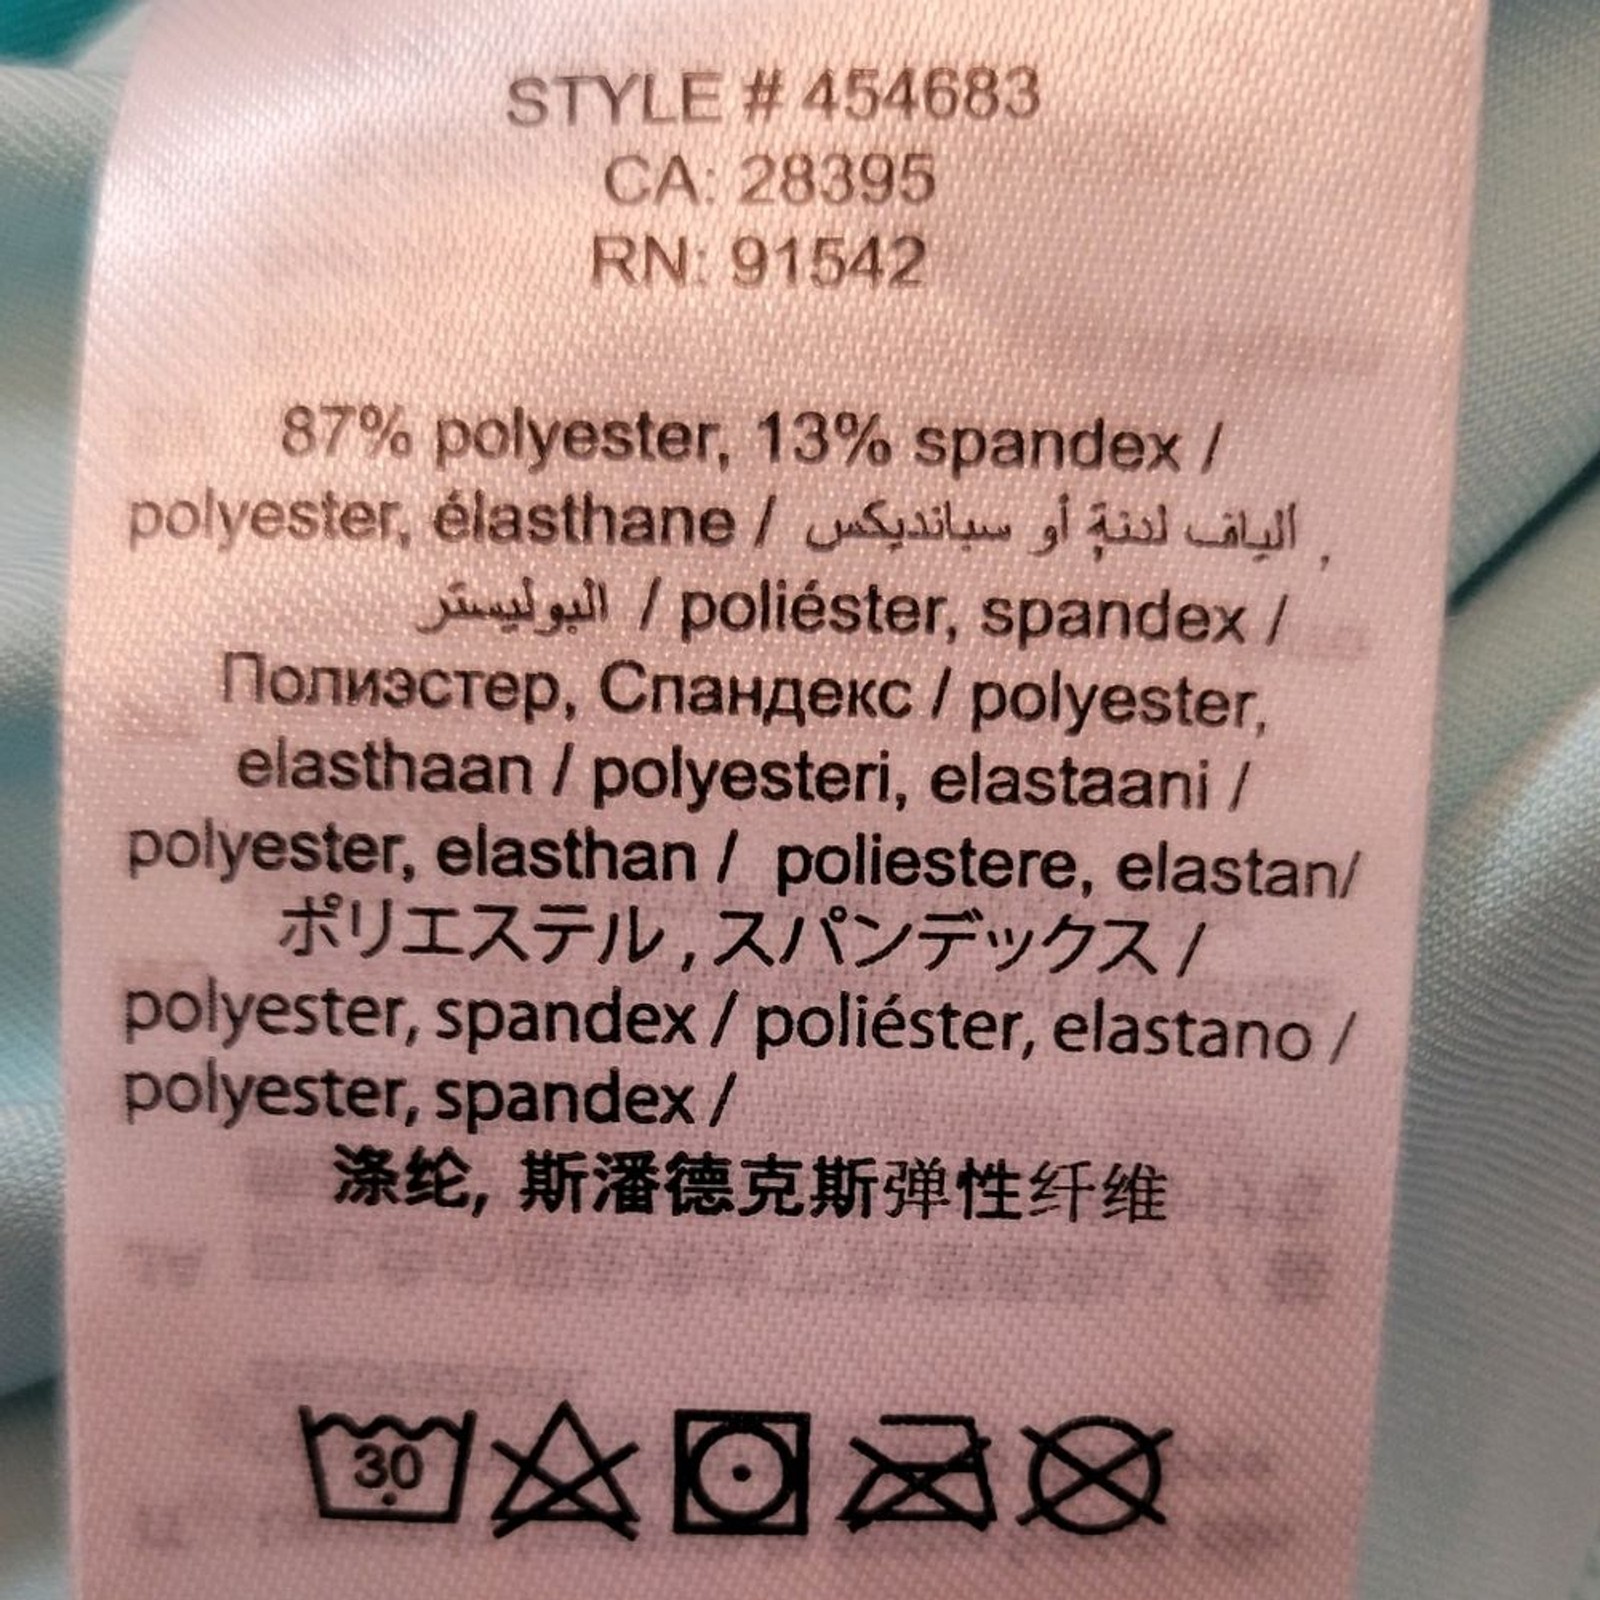 STYLE # 454683
CA: 28395
RN: 91542
87% polyester, 13% spandex /
polyester, élasthane / ألياف لدنة أو سباندیكس ,
البوليستر / poliéster, spandex /
Полиэстер, Спандекс / polyester,
elasthaan / polyesteri, elastaani /
polyester, elasthan / poliestere, elastan/
ポリエステル , スパンデックス /
polyester, spandex / poliéster, elastano /
polyester, spandex /
涤纶, 斯潘德克斯弹性纤维
30